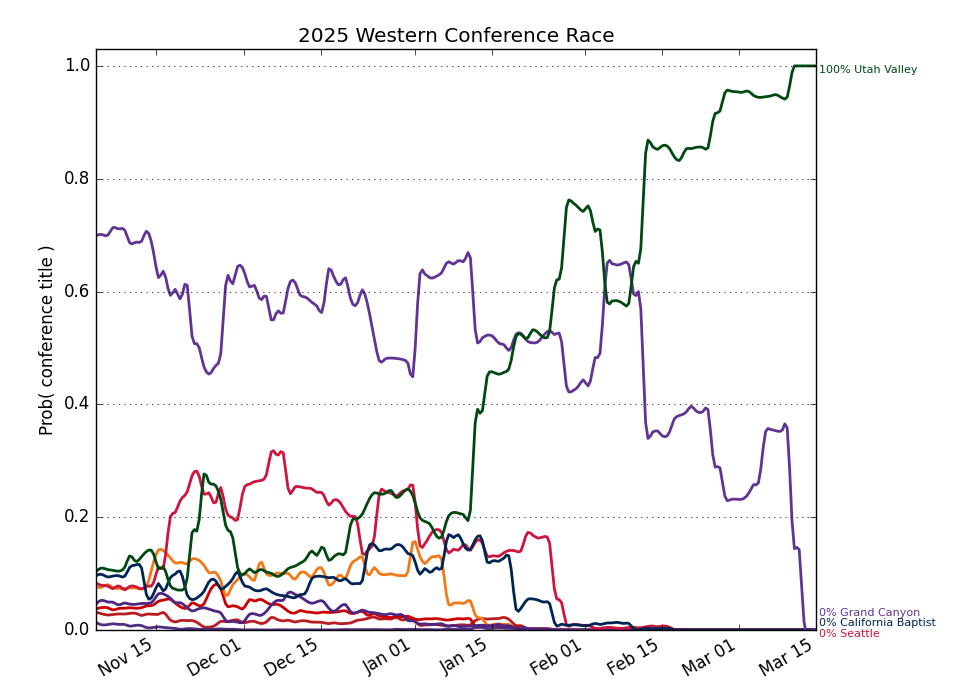 2025 Western Conference Race
Prob( conference title )
1.0
0.8
0.6
0.4
0.2
0.0
Nov 15
Dec 01
Dec 15
Jan 01
Jan 15
Feb 01
Feb 15
Mar 01
Mar 15
100% Utah Valley
0% Grand Canyon
0% California Baptist
0% Seattle